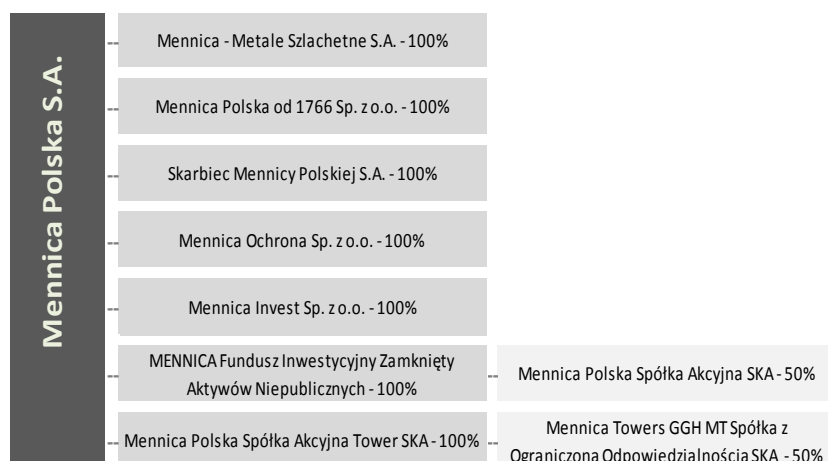 Mennica Polska S.A.
Mennica - Metale Szlachetne S.A. - 100%
Mennica Polska od 1766 Sp. z o.o. - 100%
Skarbiec Mennicy Polskiej S.A. - 100%
Mennica Ochrona Sp. z o.o. - 100%
Mennica Invest Sp. z o.o. - 100%
MENNICA Fundusz Inwestycyjny Zamknięty
Aktywów Niepublicznych - 100%
Mennica Polska Spółka Akcyjna SKA - 50%
Mennica Polska Spółka Akcyjna Tower SKA - 100%
Mennica Towers GGH MT Spółka z
Ograniczona Odpowiedzialnościa SKA - 50%